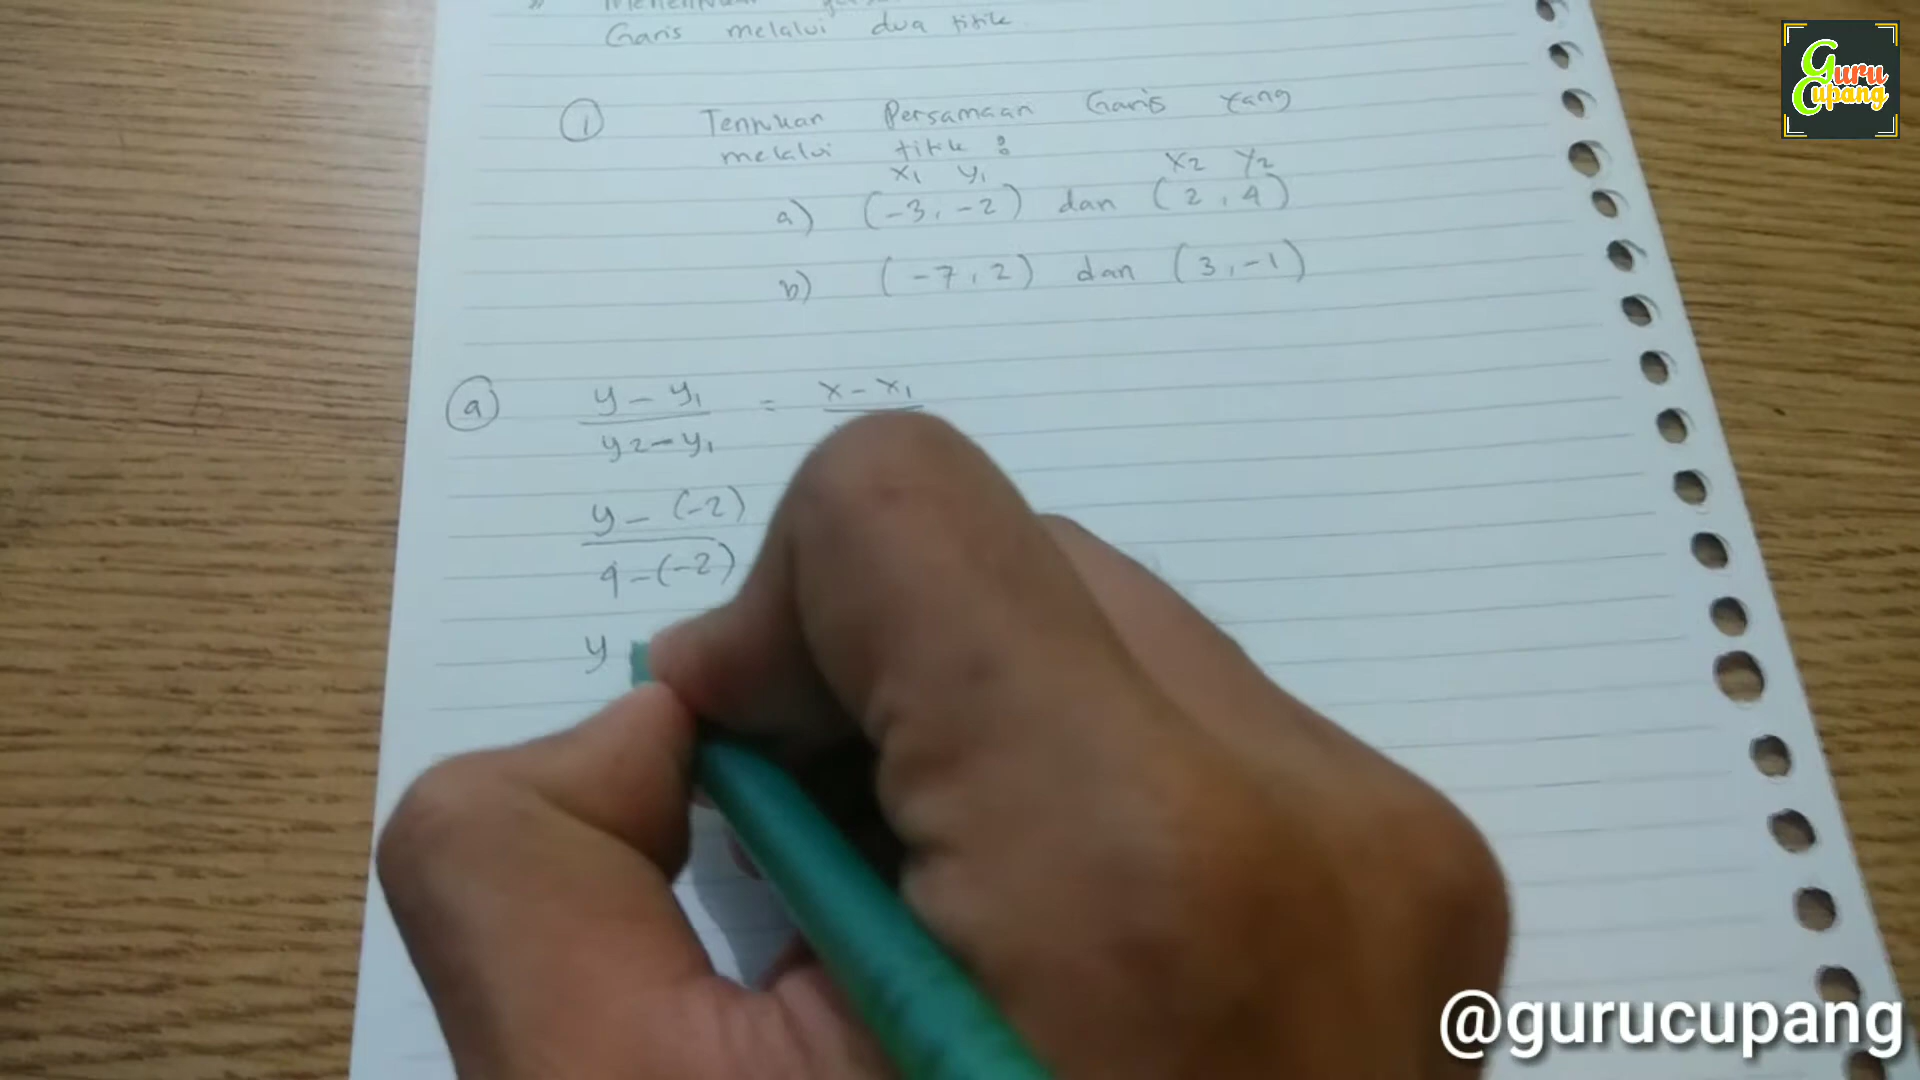 Garis melalui dua titik
Guru
Cupang
① Tentukan Persamaan Garis Yang
melalui titik :
x₁ y₁ x₂ y₂
a) (-3, -2) dan (2, 4)
b) (-7, 2) dan (3, -1)
ⓐ y - y₁ = x - x₁
y₂ - y₁
y - (-2)
4 - (-2)
y
@gurucupang